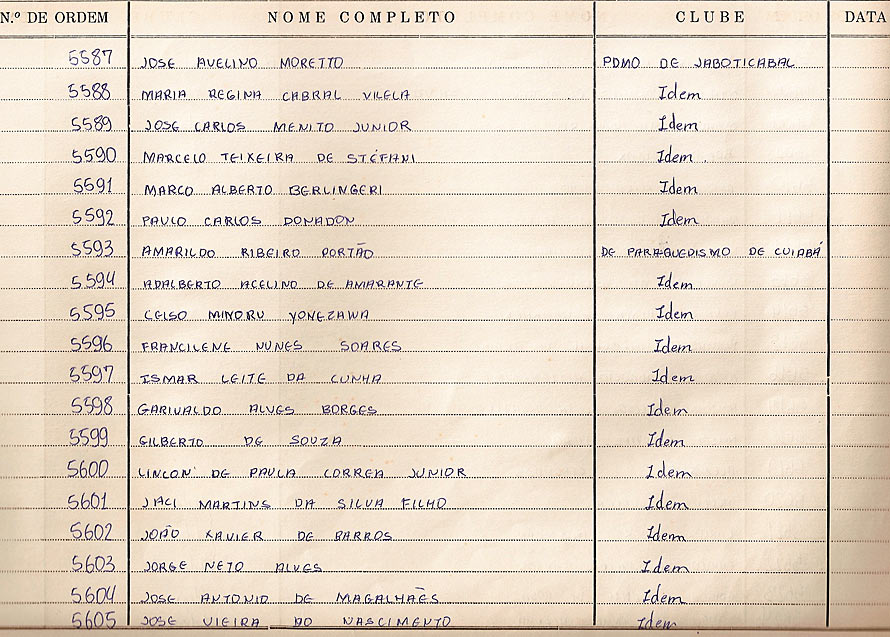 N.º DE ORDEM NOME COMPLETO CLUBE DATA
5587 JOSE AVELINO MORETTO PDMO DE JABOTICABAL
5588 MARIA REGINA CABRAL VILELA Idem
5589 JOSE CARLOS MENITO JUNIOR Idem
5590 MARCELO TEIXEIRA DE STÉFANI Idem.
5591 MARCO ALBERTO BERLINGERI Idem
5592 PAULO CARLOS DONADON Idem
5593 AMARILDO RIBEIRO PORTÃO DE PARAQUEDISMO DE CUIABÁ
5594 ADALBERTO ACELINO DE AMARANTE Idem
5595 CELSO MINORU YONEZAWA Idem
5596 FRANCILENE NUNES SOARES Idem
5597 ISMAR LEITE DA CUNHA Idem
5598 GARIVALDO ALVES BORGES Idem
5599 GILBERTO DE SOUZA Idem
5600 LINCON DE PAULA CORREA JUNIOR Idem
5601 JACI MARTINS DA SILVA FILHO Idem
5602 JOÃO XAVIER DE BARROS Idem
5603 JORGE NETO ALVES Idem
5604 JOSE ANTONIO DE MAGALHÃES Idem
5605 JOSE VIEIRA DO NASCIMENTO Idem